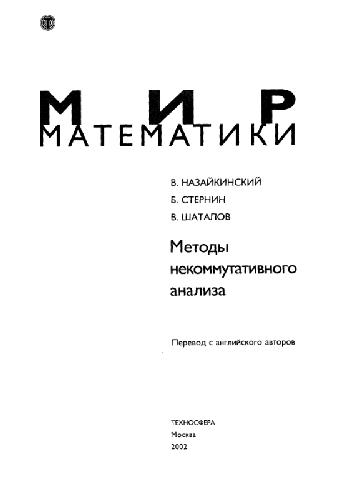 МИР
МАТЕМАТИКИ
В. НАЗАЙКИНСКИЙ
Б. СТЕРНИН
В. ШАТАЛОВ
Методы
некоммутативного
анализа
Перевод с английского авторов
ТЕХНОСФЕРА
Москва
2002